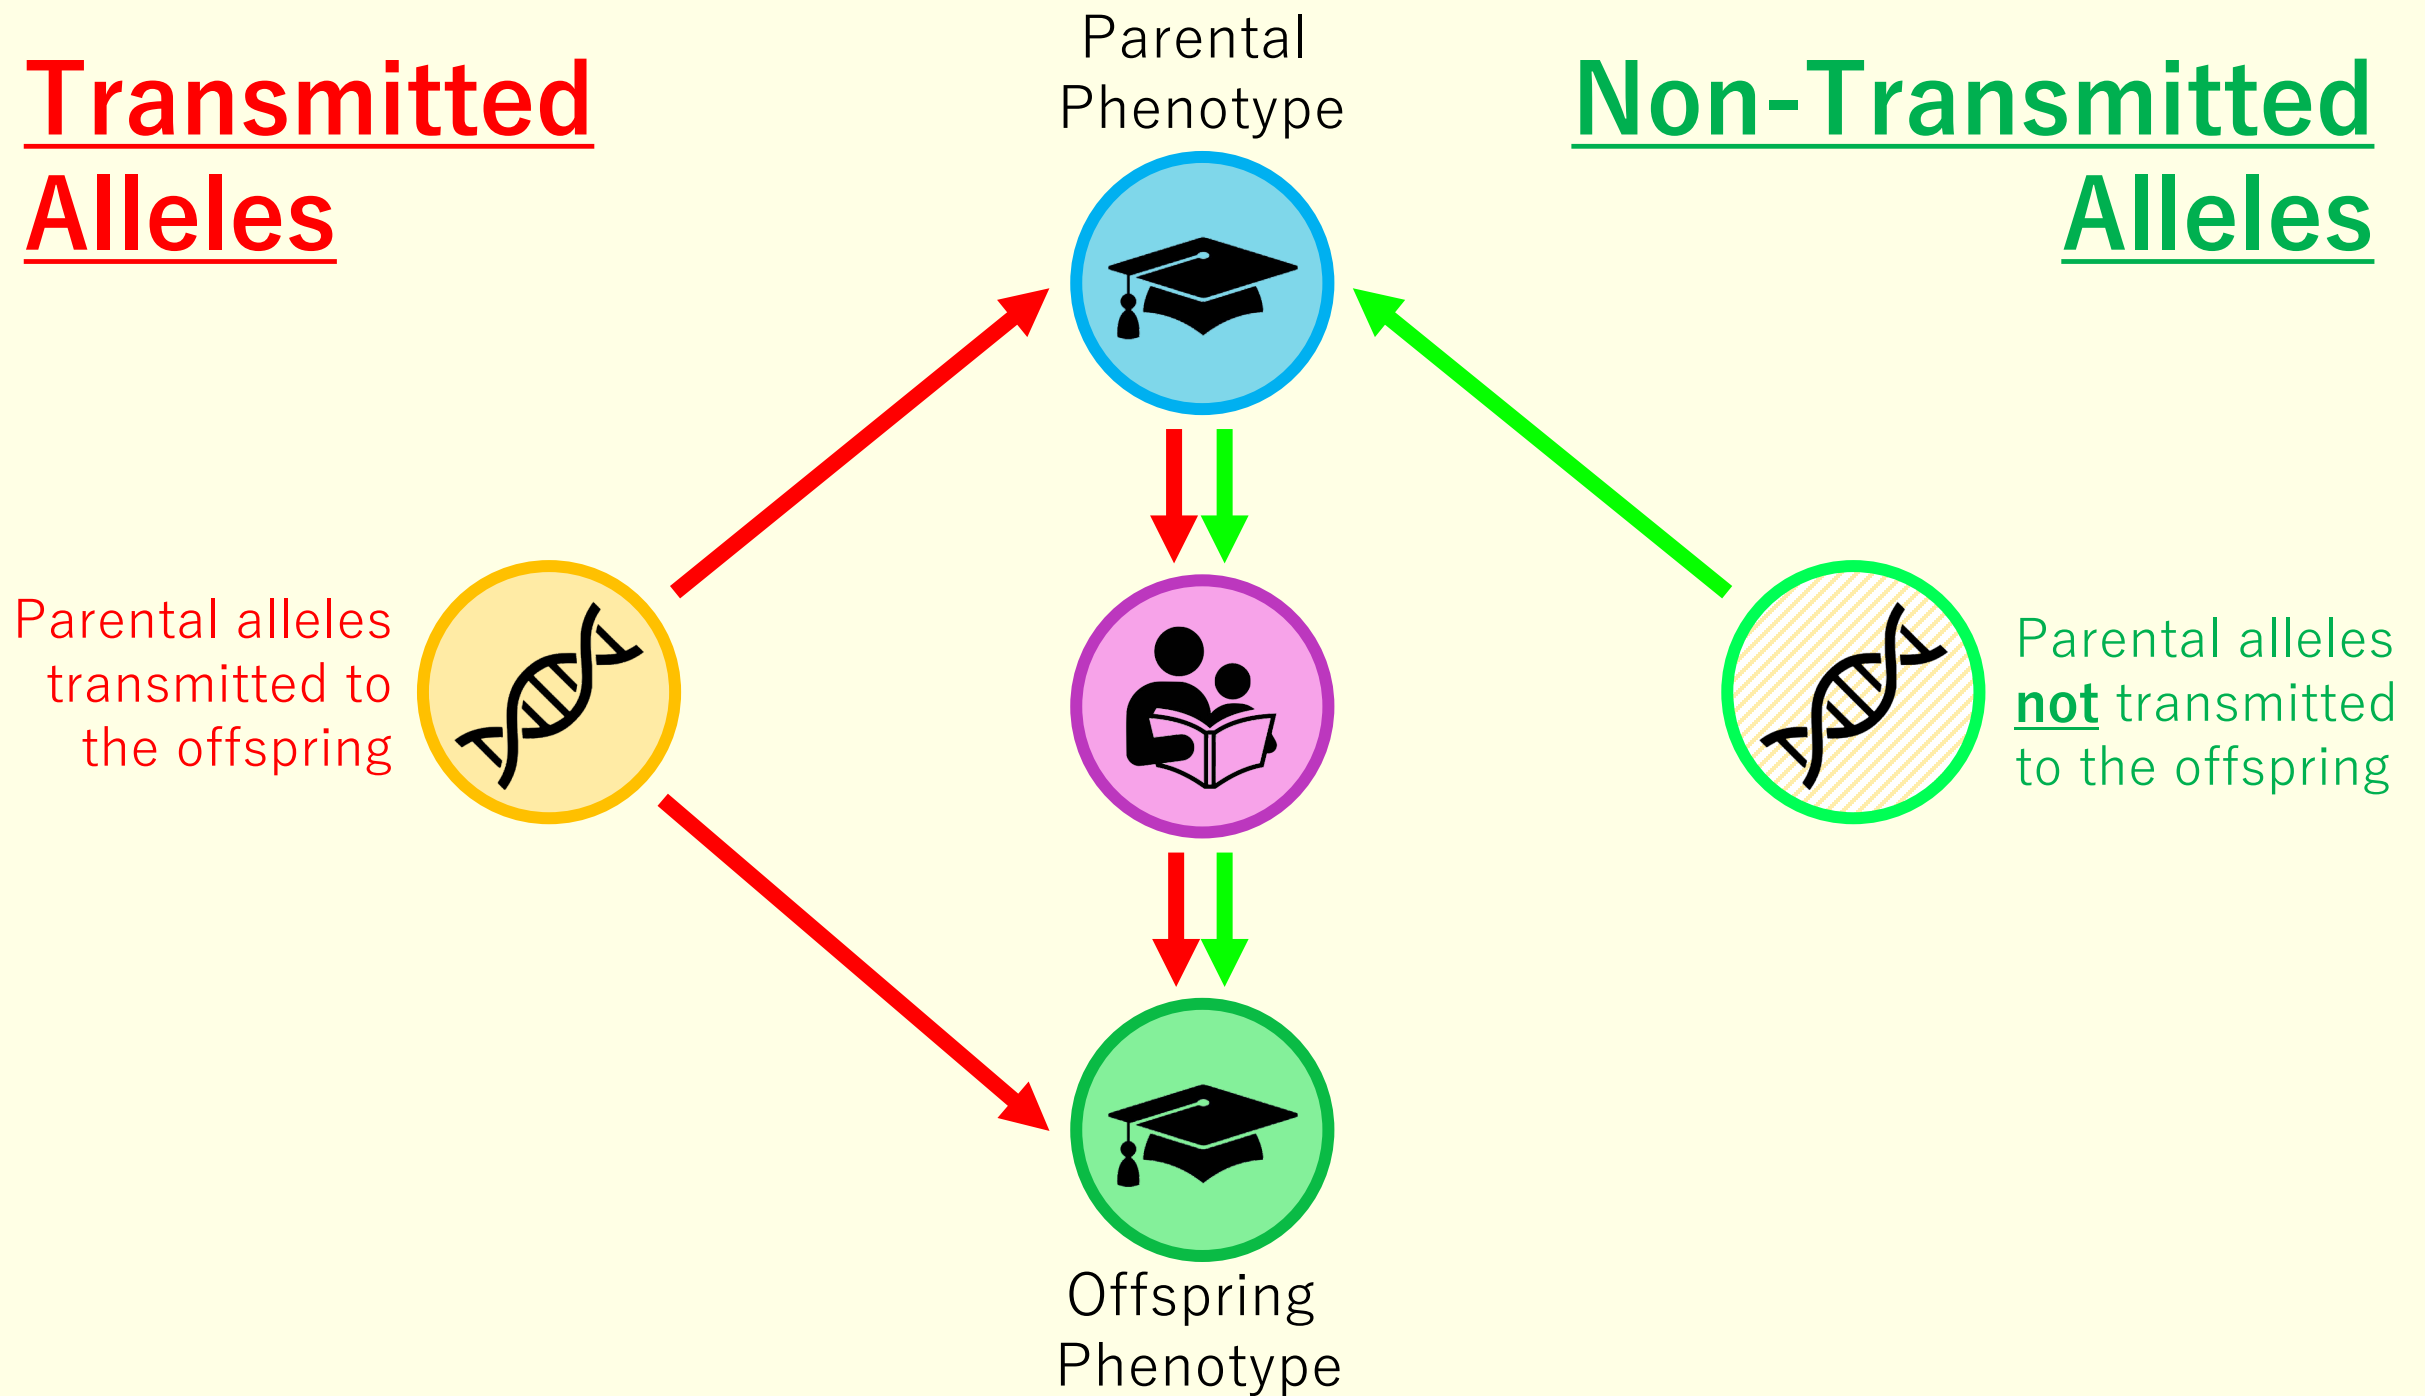 Transmitted
Alleles
Parental
Phenotype
Non-Transmitted
Alleles
Parental alleles
transmitted to
the offspring
Parental alleles
not transmitted
to the offspring
Offspring
Phenotype